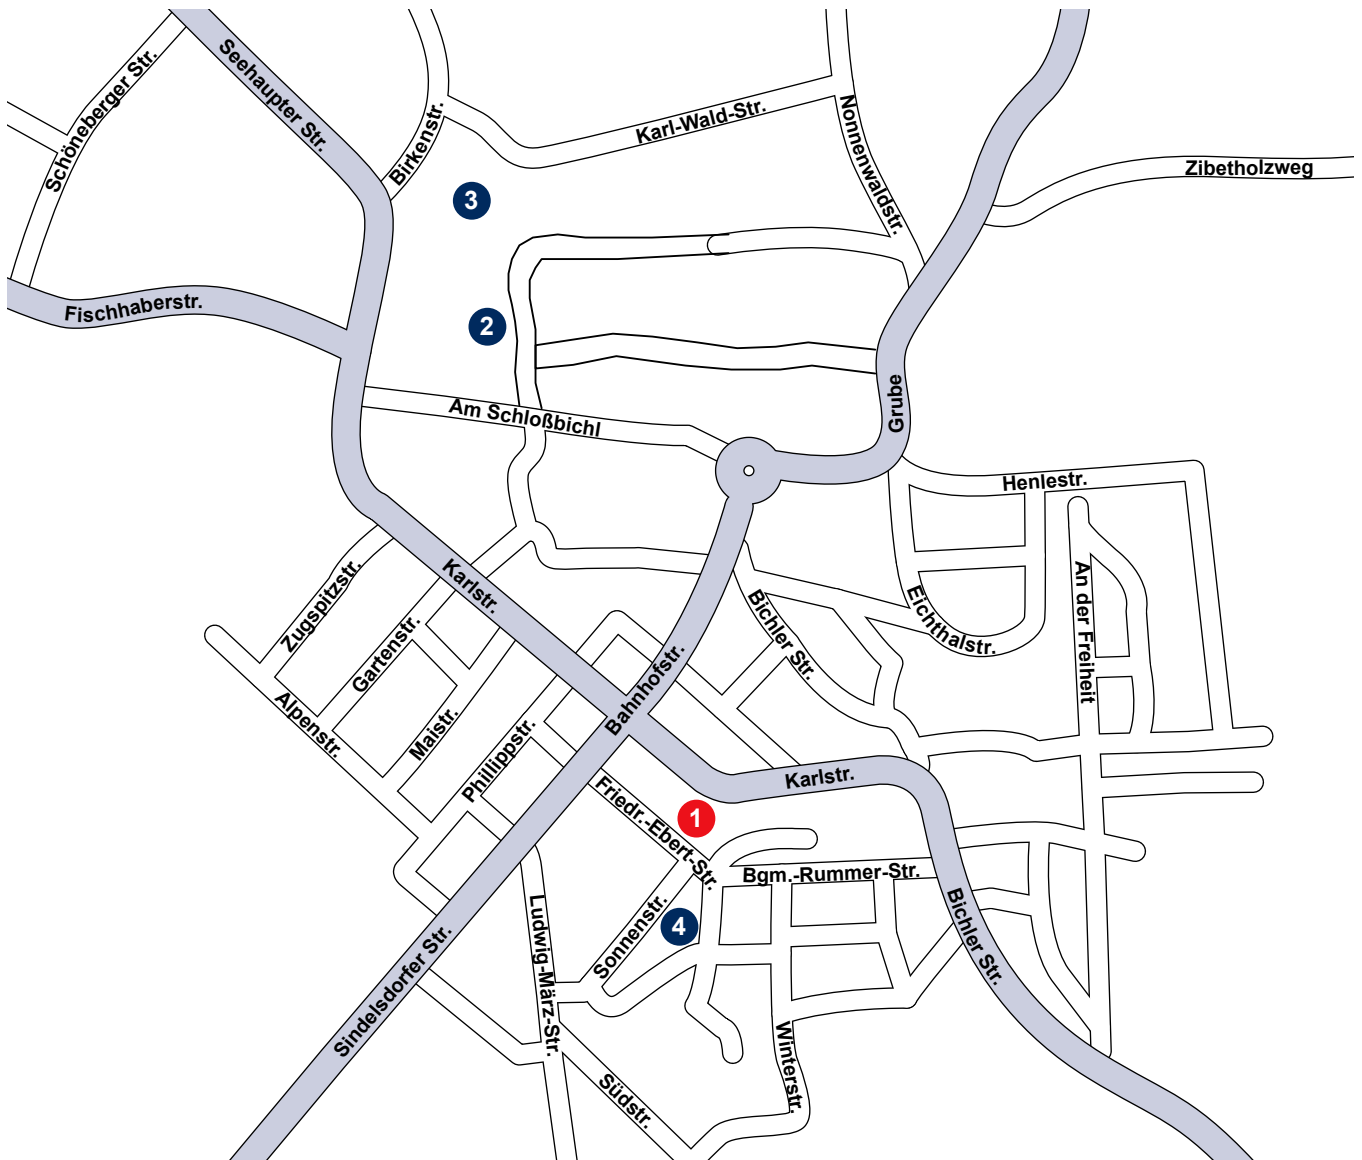 Seehaupter Str.
Schöneberger Str.
Birkenstr.
Karl-Wald-Str.
Nonnenwaldstr.
Zibetholzweg
3
Fischhaberstr.
2
Grube
Am Schloßbichl
Henlestr.
Karlstr.
Zugspitzstr.
An der Freiheit
Bichler Str.
Eichthalstr.
Gartenstr.
Bahnhofstr.
Alpenstr.
Maistr.
Phillippstr.
Karlstr.
Friedr.-Ebert-Str.
1
Bgm.-Rummer-Str.
Ludwig-März-Str.
Sonnenstr.
4
Bichler Str.
Sindelsdorfer Str.
Winterstr.
Südstr.